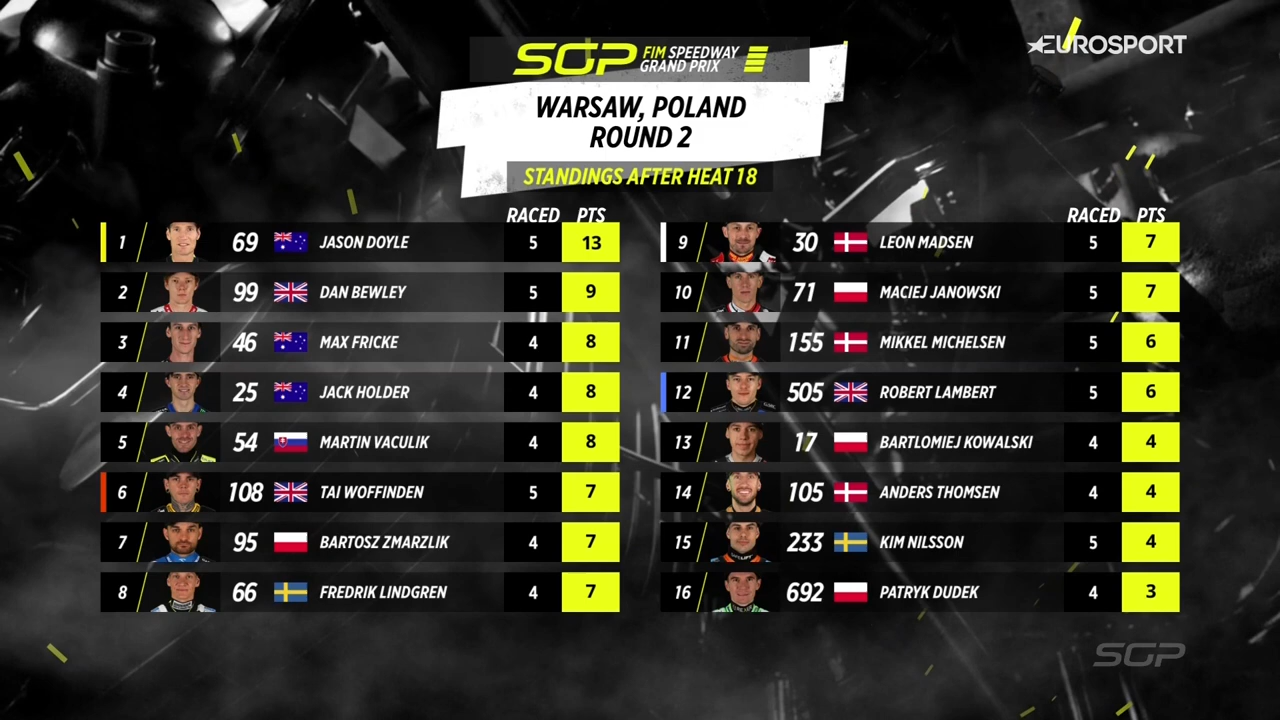 SGP FIM SPEEDWAY
GRAND PRIX
EUROSPORT
WARSAW, POLAND
ROUND 2
STANDINGS AFTER HEAT 18
RACED PTS
1 69 JASON DOYLE 5 13
2 99 DAN BEWLEY 5 9
3 46 MAX FRICKE 4 8
4 25 JACK HOLDER 4 8
5 54 MARTIN VACULIK 4 8
6 108 TAI WOFFINDEN 5 7
7 95 BARTOSZ ZMARZLIK 4 7
8 66 FREDRIK LINDGREN 4 7
RACED PTS
9 30 LEON MADSEN 5 7
10 71 MACIEJ JANOWSKI 5 7
11 155 MIKKEL MICHELSEN 5 6
12 505 ROBERT LAMBERT 5 6
13 17 BARTLOMIEJ KOWALSKI 4 4
14 105 ANDERS THOMSEN 4 4
15 233 KIM NILSSON 5 4
16 692 PATRYK DUDEK 4 3
SGP